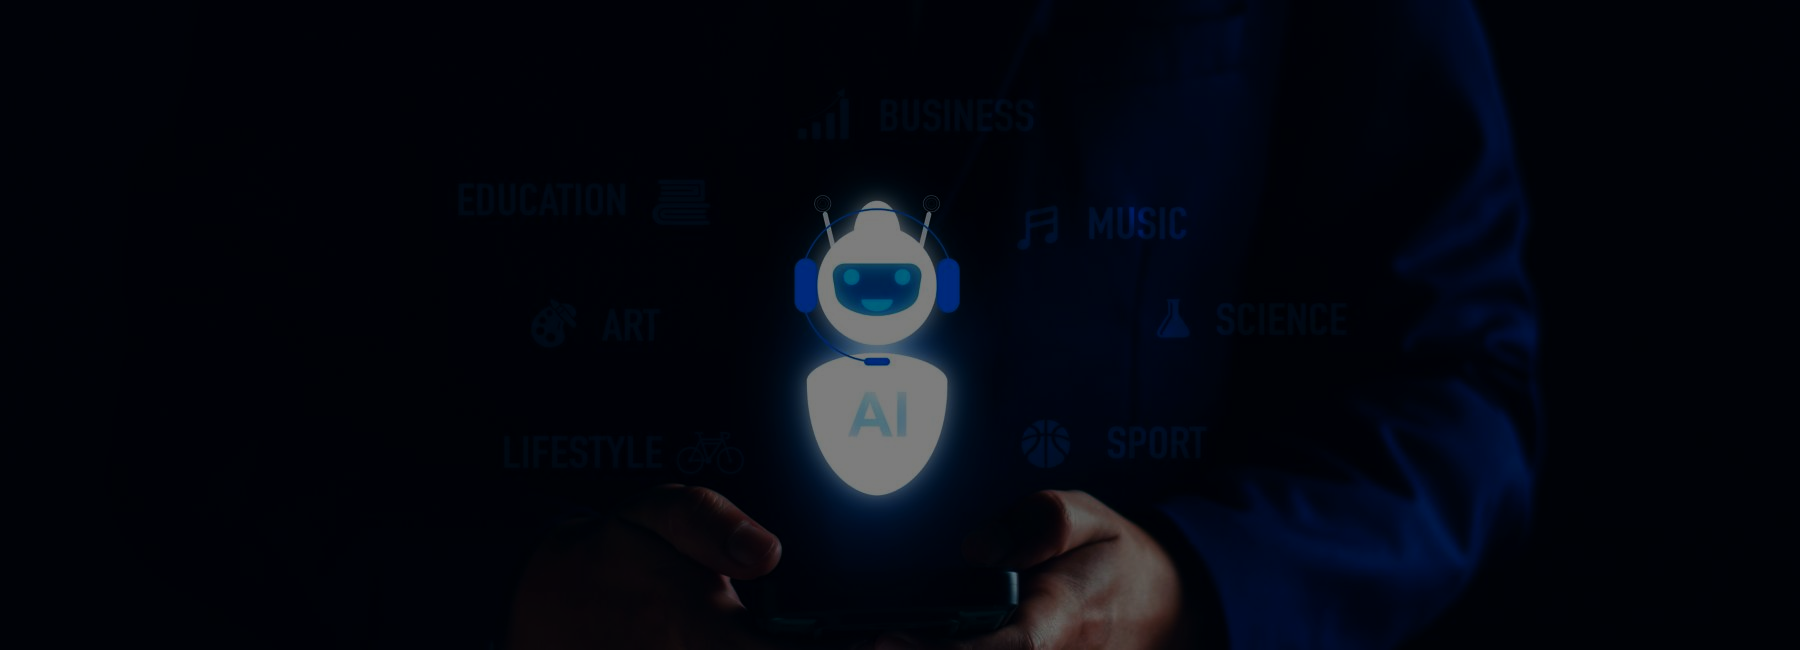 BUSINESS
EDUCATION
MUSIC
ART
SCIENCE
AI
LIFESTYLE
SPORT